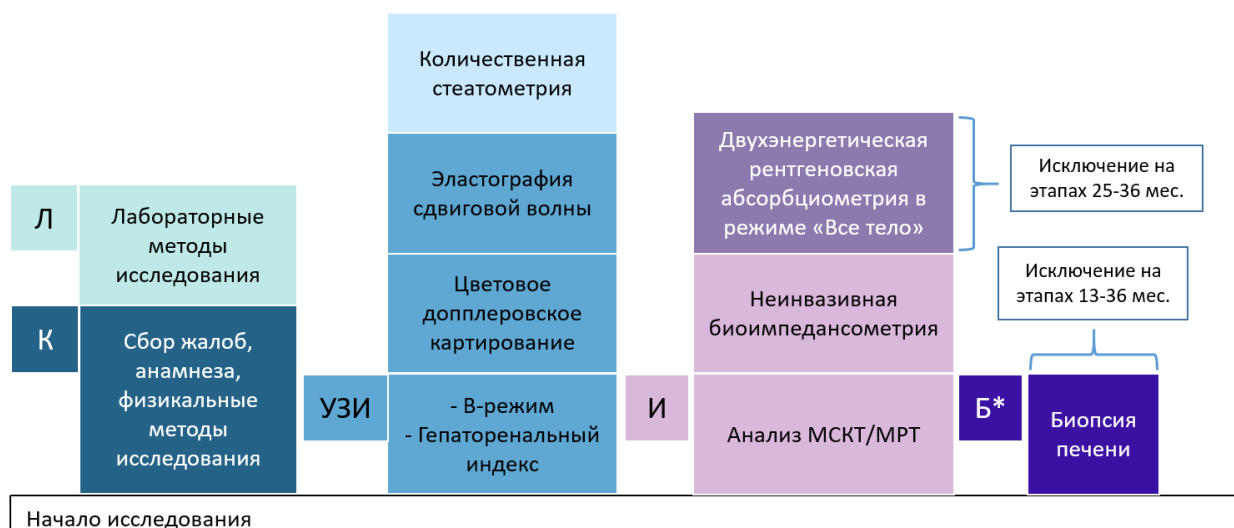 Л
Лабораторные
методы
исследования
К
Сбор жалоб,
анамнеза,
физикальные
методы
исследования
УЗИ
Количественная
стеатометрия
Эластография
сдвиговой волны
Цветовое
допплеровское
картирование
- В-режим
- Гепаторенальный
индекс
И
Двухэнергетическая
рентгеновская
абсорбциометрия в
режиме «Все тело»
Неинвазивная
биоимпедансометрия
Анализ МСКТ/МРТ
Исключение на
этапах 25-36 мес.
Исключение на
этапах 13-36 мес.
Б*
Биопсия
печени
Начало исследования